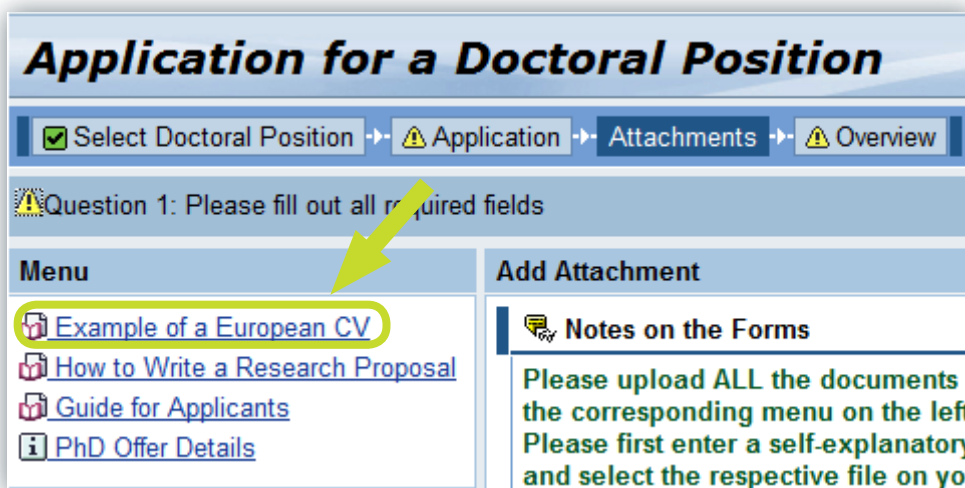 Application for a Doctoral Position
Select Doctoral Position Application Attachments Overview
Question 1: Please fill out all required fields
Menu
Example of a European CV
How to Write a Research Proposal
Guide for Applicants
PhD Offer Details
Add Attachment
Notes on the Forms
Please upload ALL the documents
the corresponding menu on the left
Please first enter a self-explanatory
and select the respective file on yo